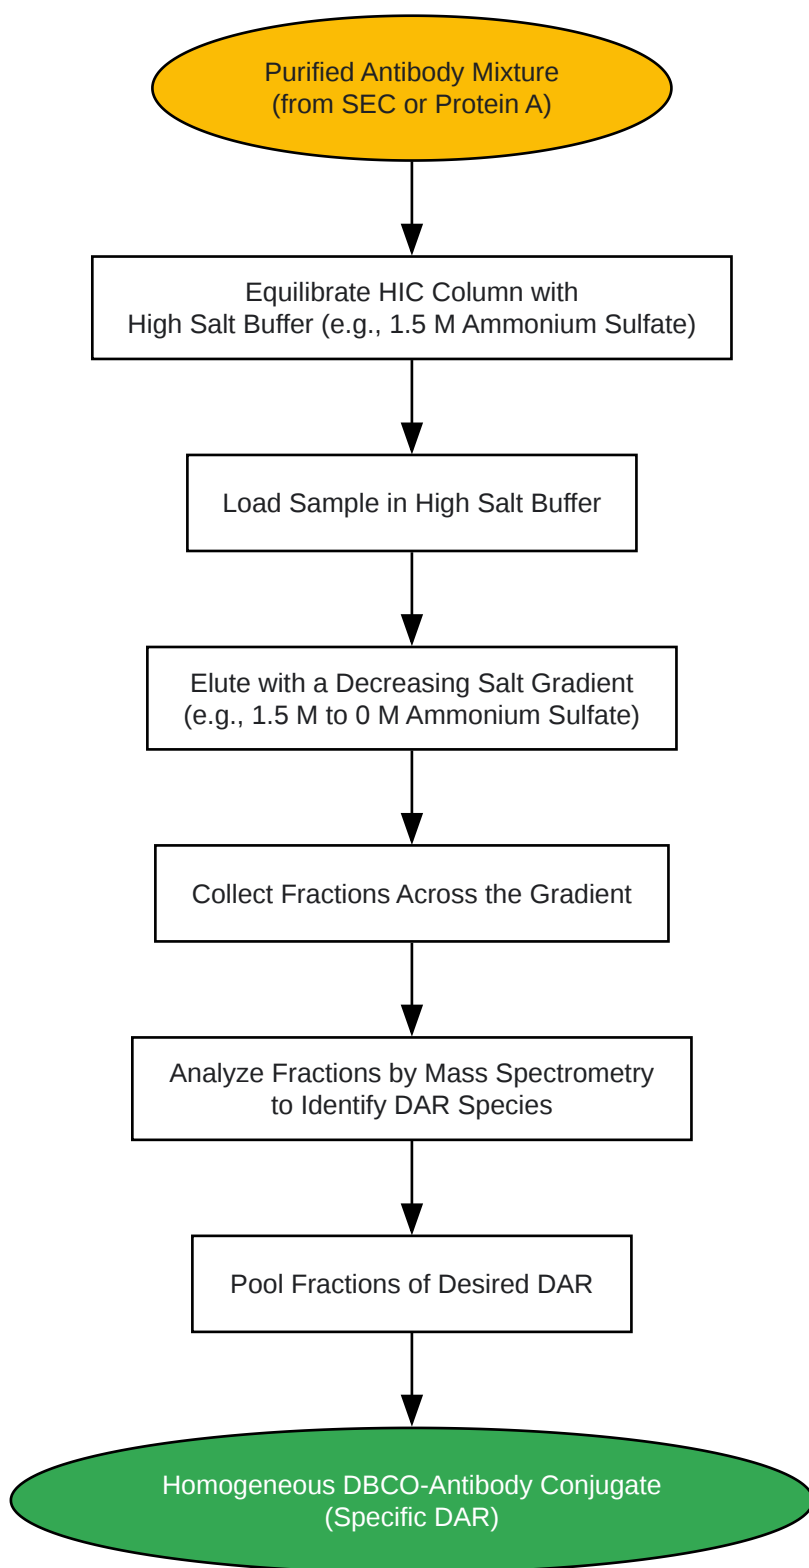 Purified Antibody Mixture
(from SEC or Protein A)
Equilibrate HIC Column with
High Salt Buffer (e.g., 1.5 M Ammonium Sulfate)
Load Sample in High Salt Buffer
Elute with a Decreasing Salt Gradient
(e.g., 1.5 M to 0 M Ammonium Sulfate)
Collect Fractions Across the Gradient
Analyze Fractions by Mass Spectrometry
to Identify DAR Species
Pool Fractions of Desired DAR
Homogeneous DBCO-Antibody Conjugate
(Specific DAR)